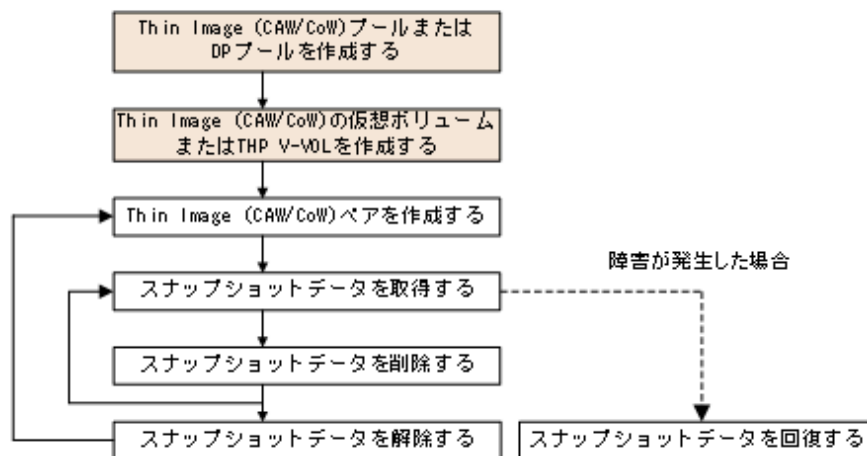 Thin Image (CAW/CoW)プールまたは
DPプールを作成する
Thin Image (CAW/CoW)の仮想ボリューム
またはTHP V-VOLを作成する
Thin Image (CAW/CoW)ペアを作成する
障害が発生した場合
スナップショットデータを取得する
スナップショットデータを削除する
スナップショットデータを解除する
スナップショットデータを回復する